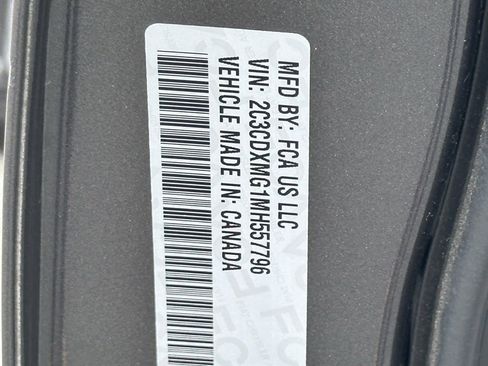 MFD BY: FCA US LLC
VIN: 2C3CDXMG1MH557796
VEHICLE MADE IN: CANADA